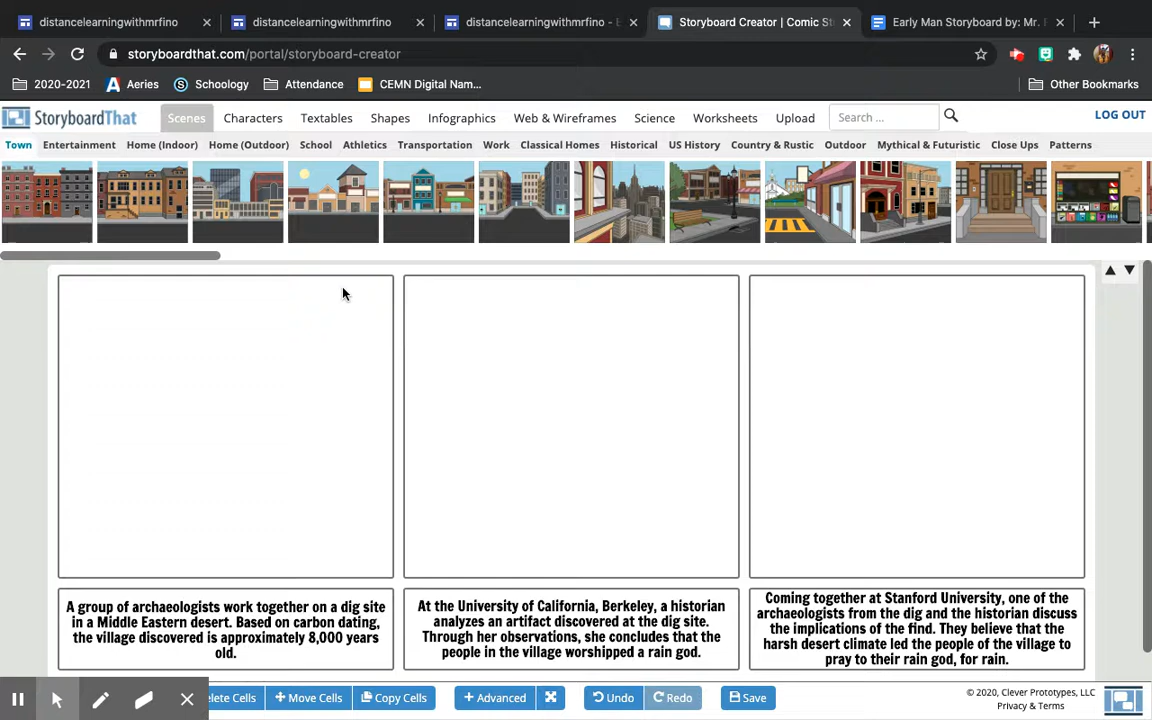 distancelearningwithmrfino
distancelearningwithmrfino
distancelearningwithmrfino - E
Storyboard Creator | Comic St
Early Man Storyboard by: Mr. F
storyboardthat.com/portal/storyboard-creator
2020-2021
Aeries
Schoology
Attendance
CEMN Digital Nam...
Other Bookmarks
StoryboardThat
Scenes
Characters
Textables
Shapes
Infographics
Web & Wireframes
Science
Worksheets
Upload
Search ...
LOG OUT
Town
Entertainment
Home (Indoor)
Home (Outdoor)
School
Athletics
Transportation
Work
Classical Homes
Historical
US History
Country & Rustic
Outdoor
Mythical & Futuristic
Close Ups
Patterns
A group of archaeologists work together on a dig site
in a Middle Eastern desert. Based on carbon dating,
the village discovered is approximately 8,000 years
old.
At the University of California, Berkeley, a historian
analyzes an artifact discovered at the dig site.
Through her observations, she concludes that the
people in the village worshipped a rain god.
Coming together at Stanford University, one of the
archaeologists from the dig and the historian discuss
the implications of the find. They believe that the
harsh desert climate led the people of the village to
pray to their rain god, for rain.
elete Cells
Move Cells
Copy Cells
+ Advanced
Undo
Redo
Save
© 2020, Clever Prototypes, LLC
Privacy & Terms